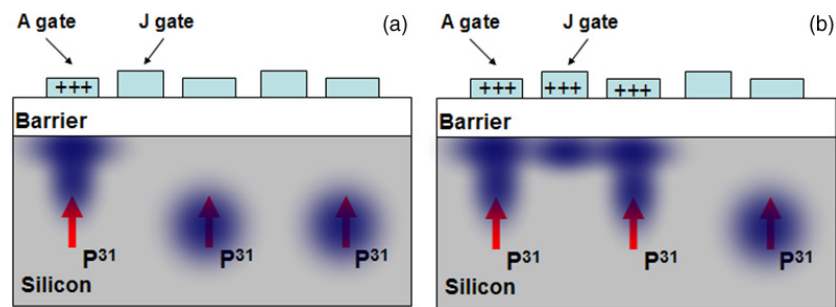 A gate
J gate
(a)
+++
Barrier
P³¹
P³¹
P³¹
Silicon
A gate
J gate
(b)
+++
+++
+++
Barrier
P³¹
P³¹
P³¹
Silicon